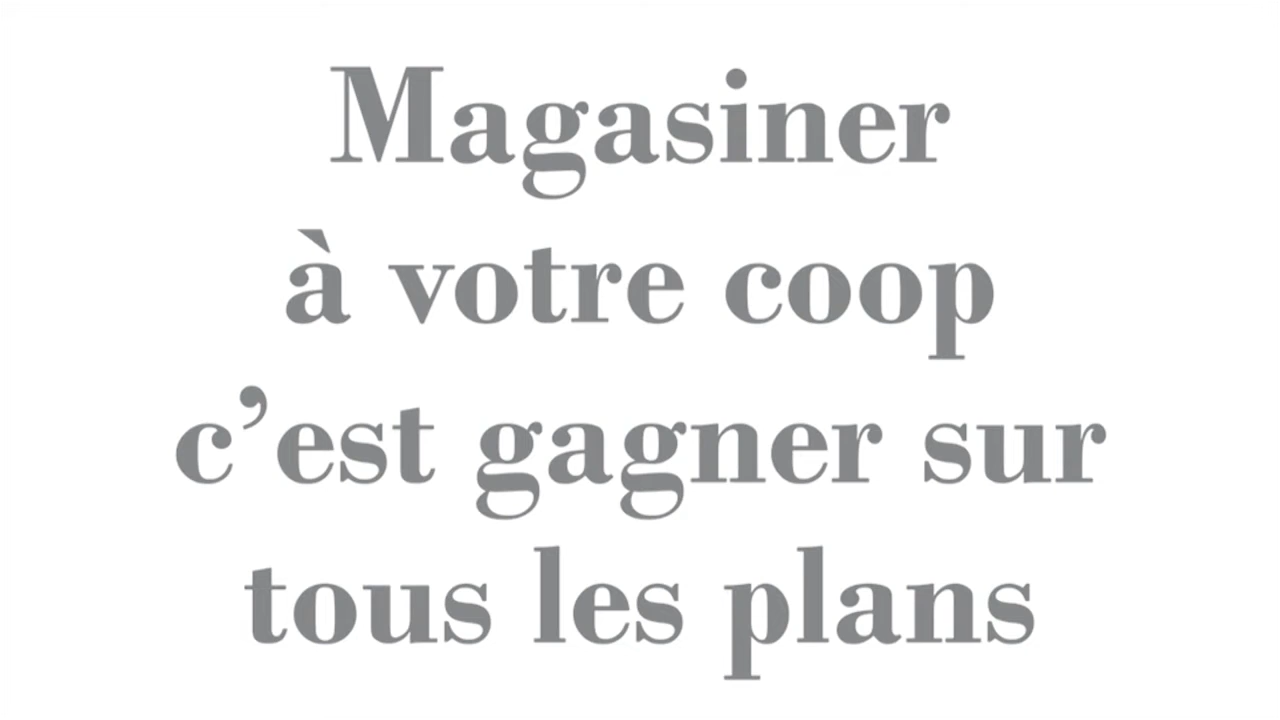 Magasiner
à votre coop
c’est gagner sur
tous les plans